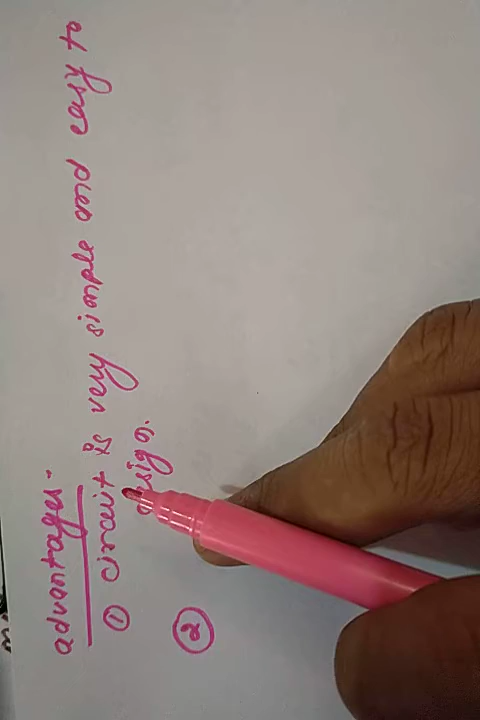 advantages:-
① Circuit is very simple and easy to
design.
②